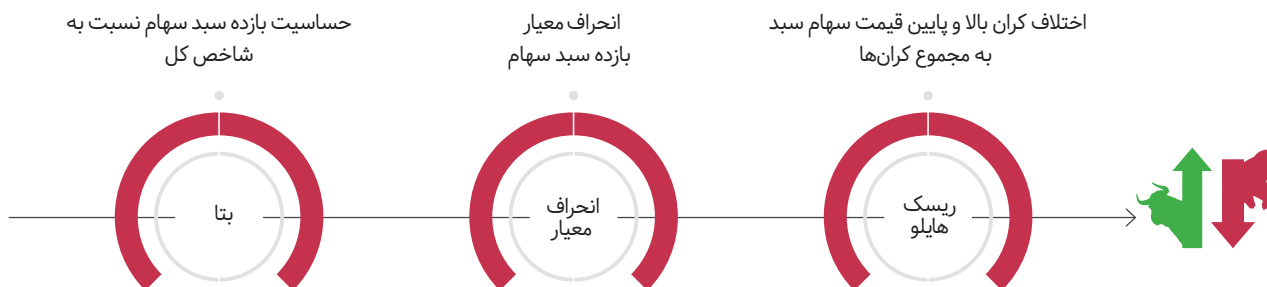 اختلاف کران بالا و پایین قیمت سهام سبد
به مجموع کران‌ها
انحراف معیار
بازده سبد سهام
حساسیت بازده سبد سهام نسبت به
شاخص کل
ریسک
هایلو
انحراف
معیار
بتا